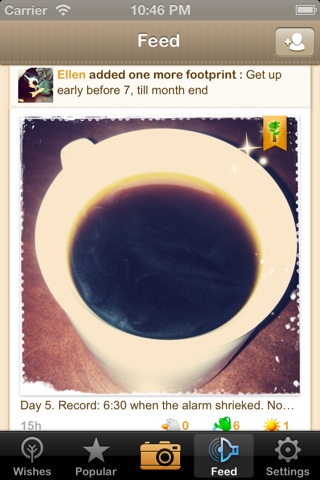 Carrier 10:46 PM
Feed
Ellen added one more footprint : Get up
early before 7, till month end
Day 5. Record: 6:30 when the alarm shrieked. No…
15h 0 6 1
Wishes Popular Feed Settings